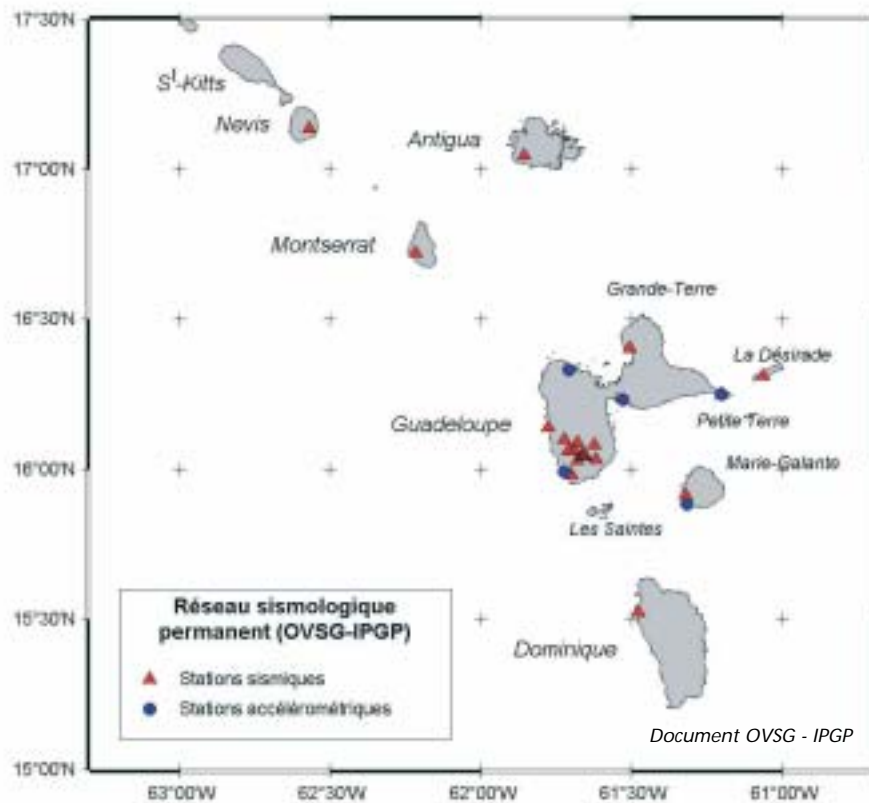 17°30'N
St-Kitts
Nevis
Antigua
17°00'N
Montserrat
Grande-Terre
16°30'N
La Désirade
Guadeloupe
Petite Terre
Marie-Galante
16°00'N
Les Saintes
Réseau sismologique
permanent (OVSG-IPGP)
Stations sismiques
Stations accélérométriques
15°30'N
Dominique
Document OVSG - IPGP
15°00'N
63°00'W 62°30'W 62°00'W 61°30'W 61°00'W